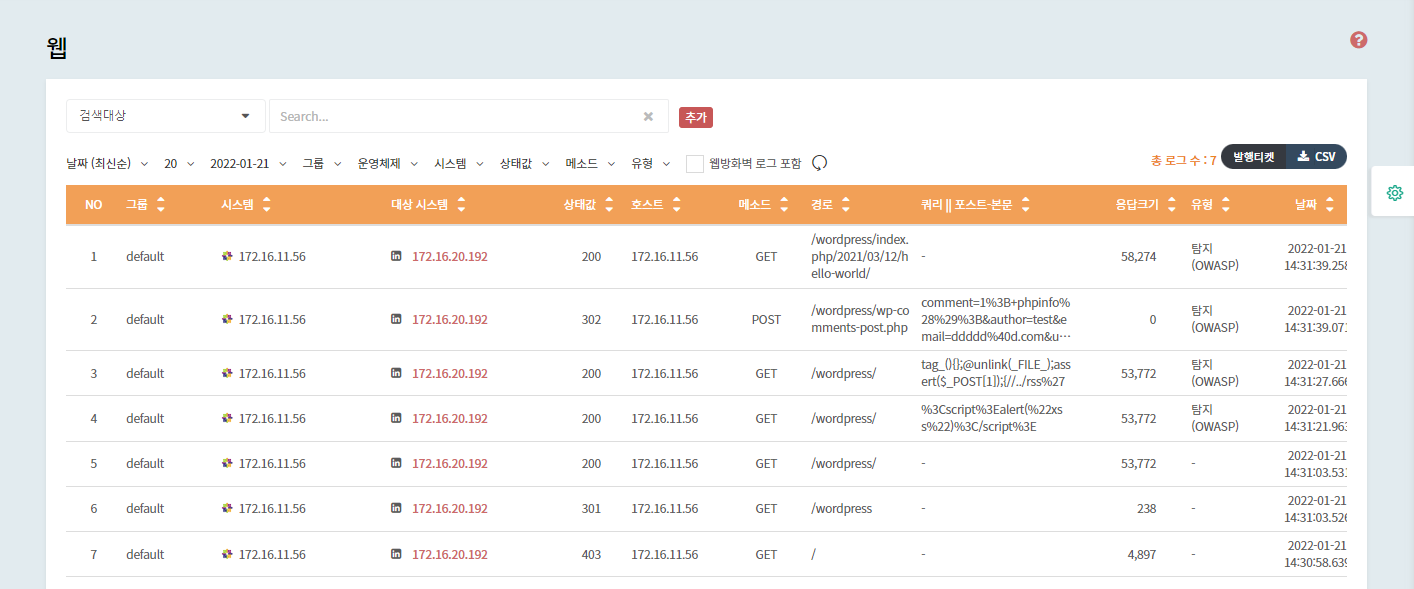 웹
?
검색대상 Search... 추가
날짜 (최신순) 20 2022-01-21 그룹 운영체제 시스템 상태값 메소드 유형 웹방화벽 로그 포함 총 로그 수 : 7 발행티켓 CSV
NO 그룹 시스템 대상 시스템 상태값 호스트 메소드 경로 쿼리 || 포스트-본문 응답크기 유형 날짜
1 default 172.16.11.56 172.16.20.192 200 172.16.11.56 GET /wordpress/index. - 58,274 탐지 2022-01-21
php/2021/03/12/h (OWASP) 14:31:39.258
ello-world/
2 default 172.16.11.56 172.16.20.192 302 172.16.11.56 POST /wordpress/wp-co comment=1%3B+phpinfo% 0 탐지 2022-01-21
mments-post.php 28%29%3B&author=test&e (OWASP) 14:31:39.071
mail=ddddd%40d.com&u…
3 default 172.16.11.56 172.16.20.192 200 172.16.11.56 GET /wordpress/ tag_(){};@unlink(_FILE_);ass 53,772 탐지 2022-01-21
ert($_POST[1]);{//../rss%27 (OWASP) 14:31:27.666
4 default 172.16.11.56 172.16.20.192 200 172.16.11.56 GET /wordpress/ %3Cscript%3Ealert(%22xs 53,772 탐지 2022-01-21
s%22)%3C/script%3E (OWASP) 14:31:21.963
5 default 172.16.11.56 172.16.20.192 200 172.16.11.56 GET /wordpress/ - 53,772 - 2022-01-21
14:31:03.531
6 default 172.16.11.56 172.16.20.192 301 172.16.11.56 GET /wordpress - 238 - 2022-01-21
14:31:03.526
7 default 172.16.11.56 172.16.20.192 403 172.16.11.56 GET / - 4,897 - 2022-01-21
14:30:58.639